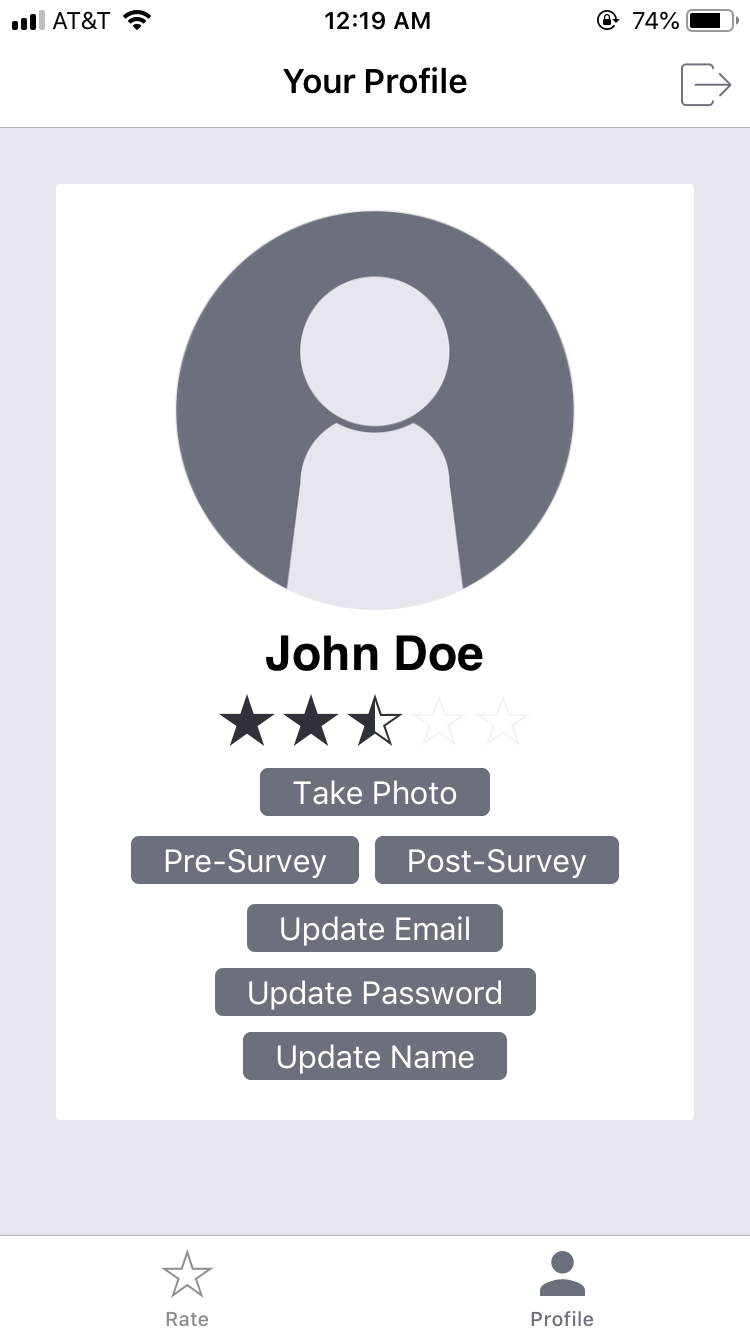 AT&T 12:19 AM 74%
Your Profile
John Doe
Take Photo
Pre-Survey Post-Survey
Update Email
Update Password
Update Name
Rate Profile